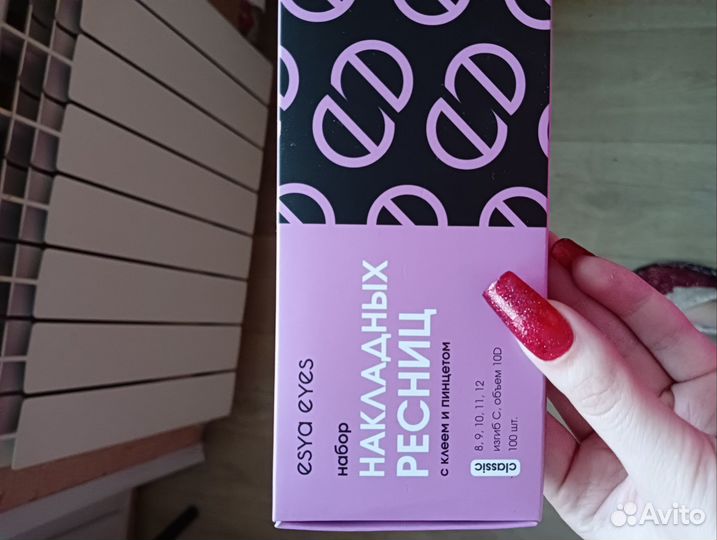 esya eyes
набор
НАКЛАДНЫХ
РЕСНИЦ
с клеем и пинцетом
8, 9, 10, 11, 12
изгиб С, объем 10D
100 шт.
classic
Avito